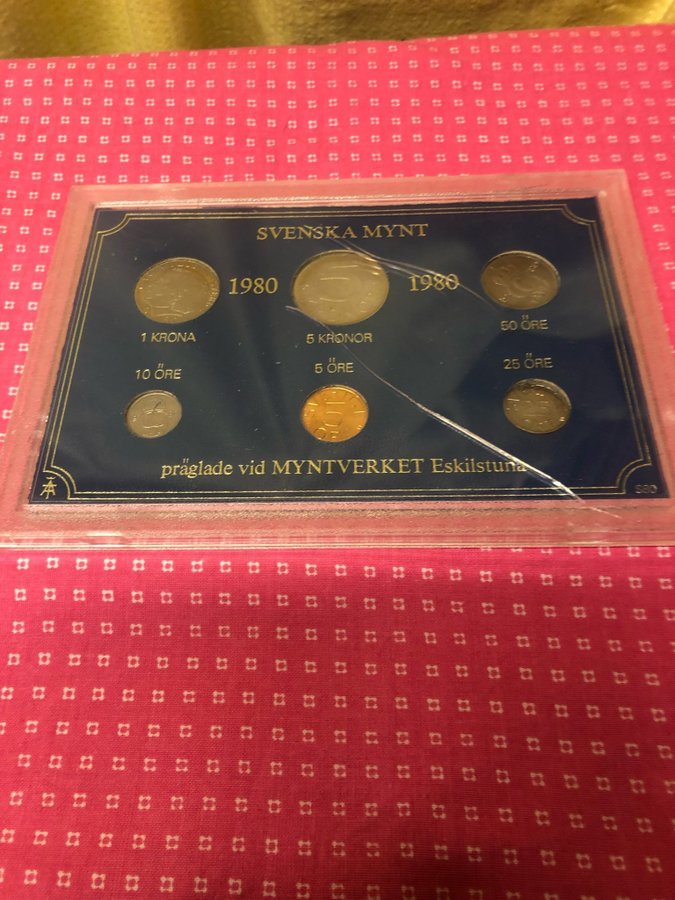 SVENSKA MYNT
1980
1980
1 KRONA
5 KRONOR
50 ÖRE
10 ÖRE
5 ÖRE
25 ÖRE
präglade vid MYNTVERKET Eskilstuna